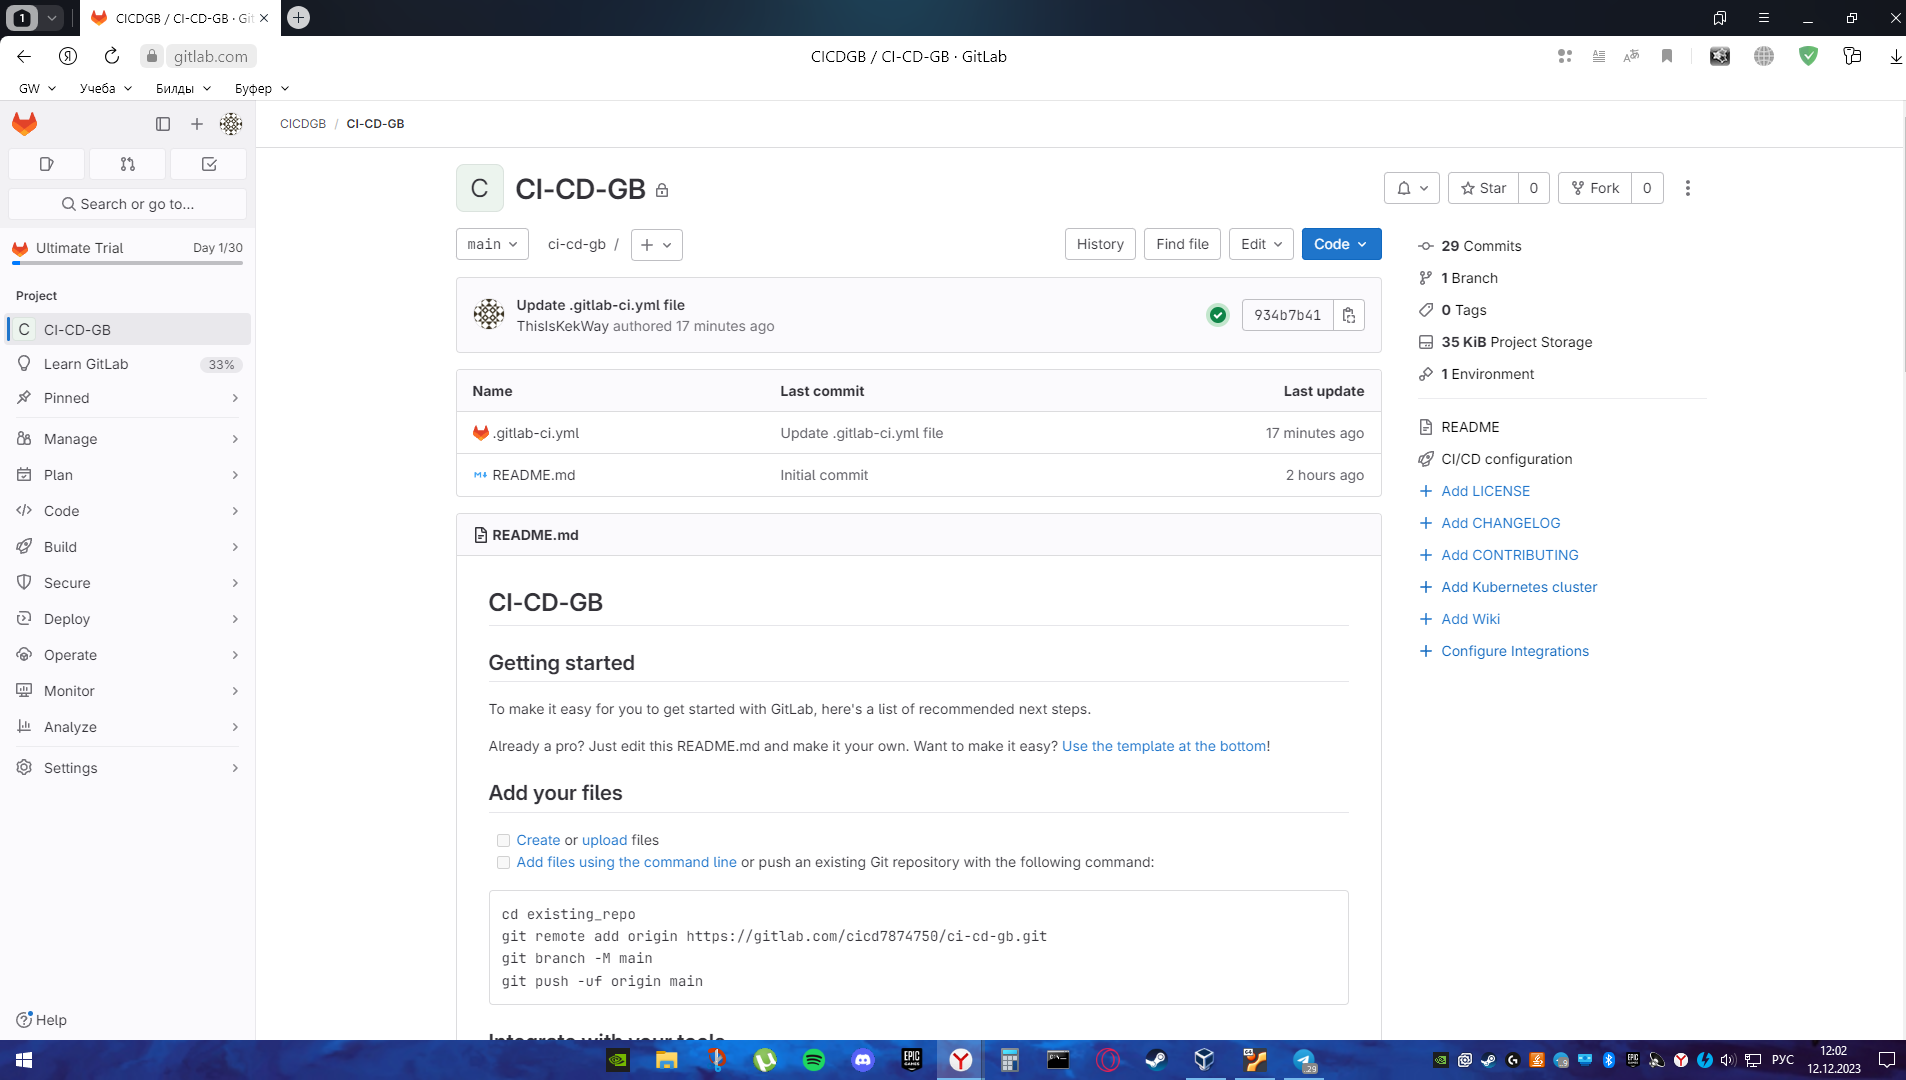 1
CICDGB / CI-CD-GB · Git
gitlab.com
CICDGB / CI-CD-GB · GitLab
GW
Учеба
Билды
Буфер
CICDGB / CI-CD-GB
Search or go to...
Ultimate Trial
Day 1/30
Project
C
CI-CD-GB
Learn GitLab
33%
Pinned
Manage
Plan
Code
Build
Secure
Deploy
Operate
Monitor
Analyze
Settings
Help
C
CI-CD-GB
Star
0
Fork
0
main
ci-cd-gb /
History
Find file
Edit
Code
Update .gitlab-ci.yml file
ThisIsKekWay authored 17 minutes ago
934b7b41
Name
Last commit
Last update
.gitlab-ci.yml
Update .gitlab-ci.yml file
17 minutes ago
README.md
Initial commit
2 hours ago
README.md
CI-CD-GB
Getting started
To make it easy for you to get started with GitLab, here's a list of recommended next steps.
Already a pro? Just edit this README.md and make it your own. Want to make it easy? Use the template at the bottom!
Add your files
Create or upload files
Add files using the command line or push an existing Git repository with the following command:
cd existing_repo
git remote add origin https://gitlab.com/cicd7874750/ci-cd-gb.git
git branch -M main
git push -uf origin main
Integrate with your tools
29 Commits
1 Branch
0 Tags
35 KiB Project Storage
1 Environment
README
CI/CD configuration
Add LICENSE
Add CHANGELOG
Add CONTRIBUTING
Add Kubernetes cluster
Add Wiki
Configure Integrations
EPIC
GAMES
64
29
РУС
12:02
12.12.2023